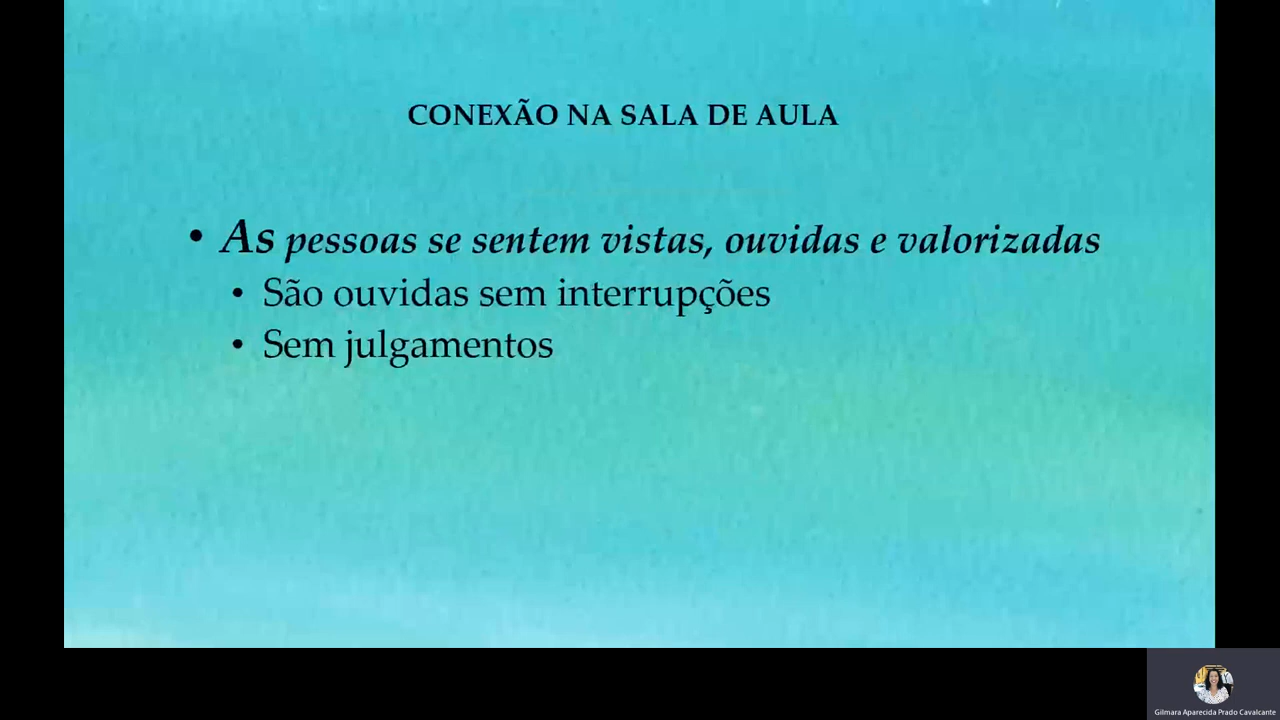 CONEXÃO NA SALA DE AULA
• As pessoas se sentem vistas, ouvidas e valorizadas
• São ouvidas sem interrupções
• Sem julgamentos
Gilmara Aparecida Prado Cavalcante